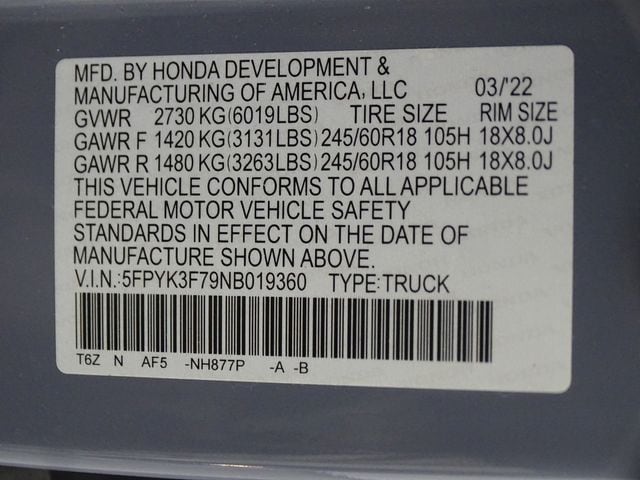 MFD. BY HONDA DEVELOPMENT &
MANUFACTURING OF AMERICA, LLC 03/'22
GVWR 2730 KG(6019LBS) TIRE SIZE RIM SIZE
GAWR F 1420 KG(3131LBS) 245/60R18 105H 18X8.0J
GAWR R 1480 KG(3263LBS) 245/60R18 105H 18X8.0J
THIS VEHICLE CONFORMS TO ALL APPLICABLE
FEDERAL MOTOR VEHICLE SAFETY
STANDARDS IN EFFECT ON THE DATE OF
MANUFACTURE SHOWN ABOVE.
V.I.N.:5FPYK3F79NB019360 TYPE:TRUCK
T6Z N AF5 -NH877P -A -B